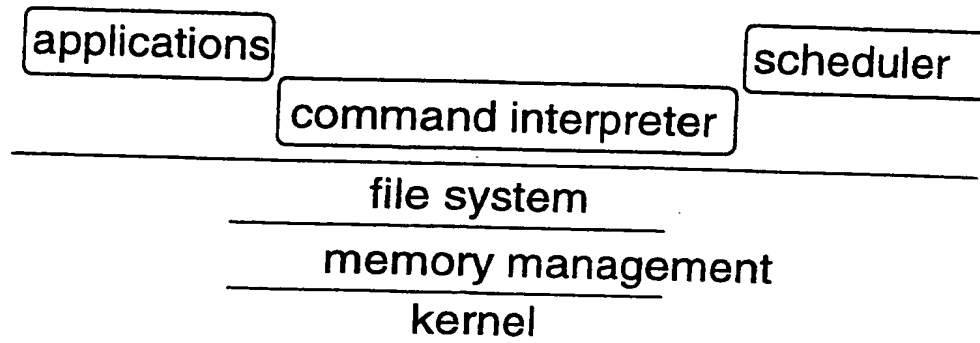 applications
scheduler
command interpreter
file system
memory management
kernel